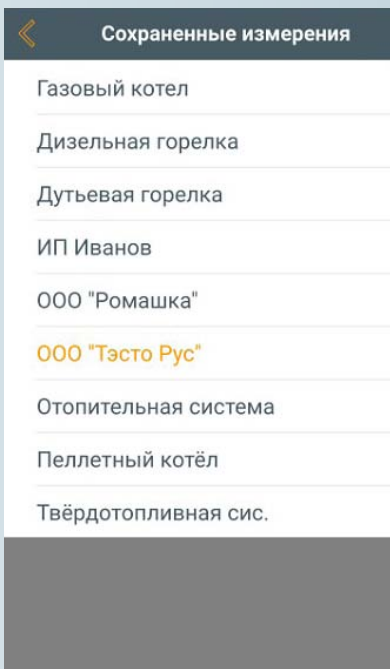 Сохраненные измерения
Газовый котел
Дизельная горелка
Дутьевая горелка
ИП Иванов
ООО "Ромашка"
ООО "Тэсто Рус"
Отопительная система
Пеллетный котёл
Твёрдотопливная сис.